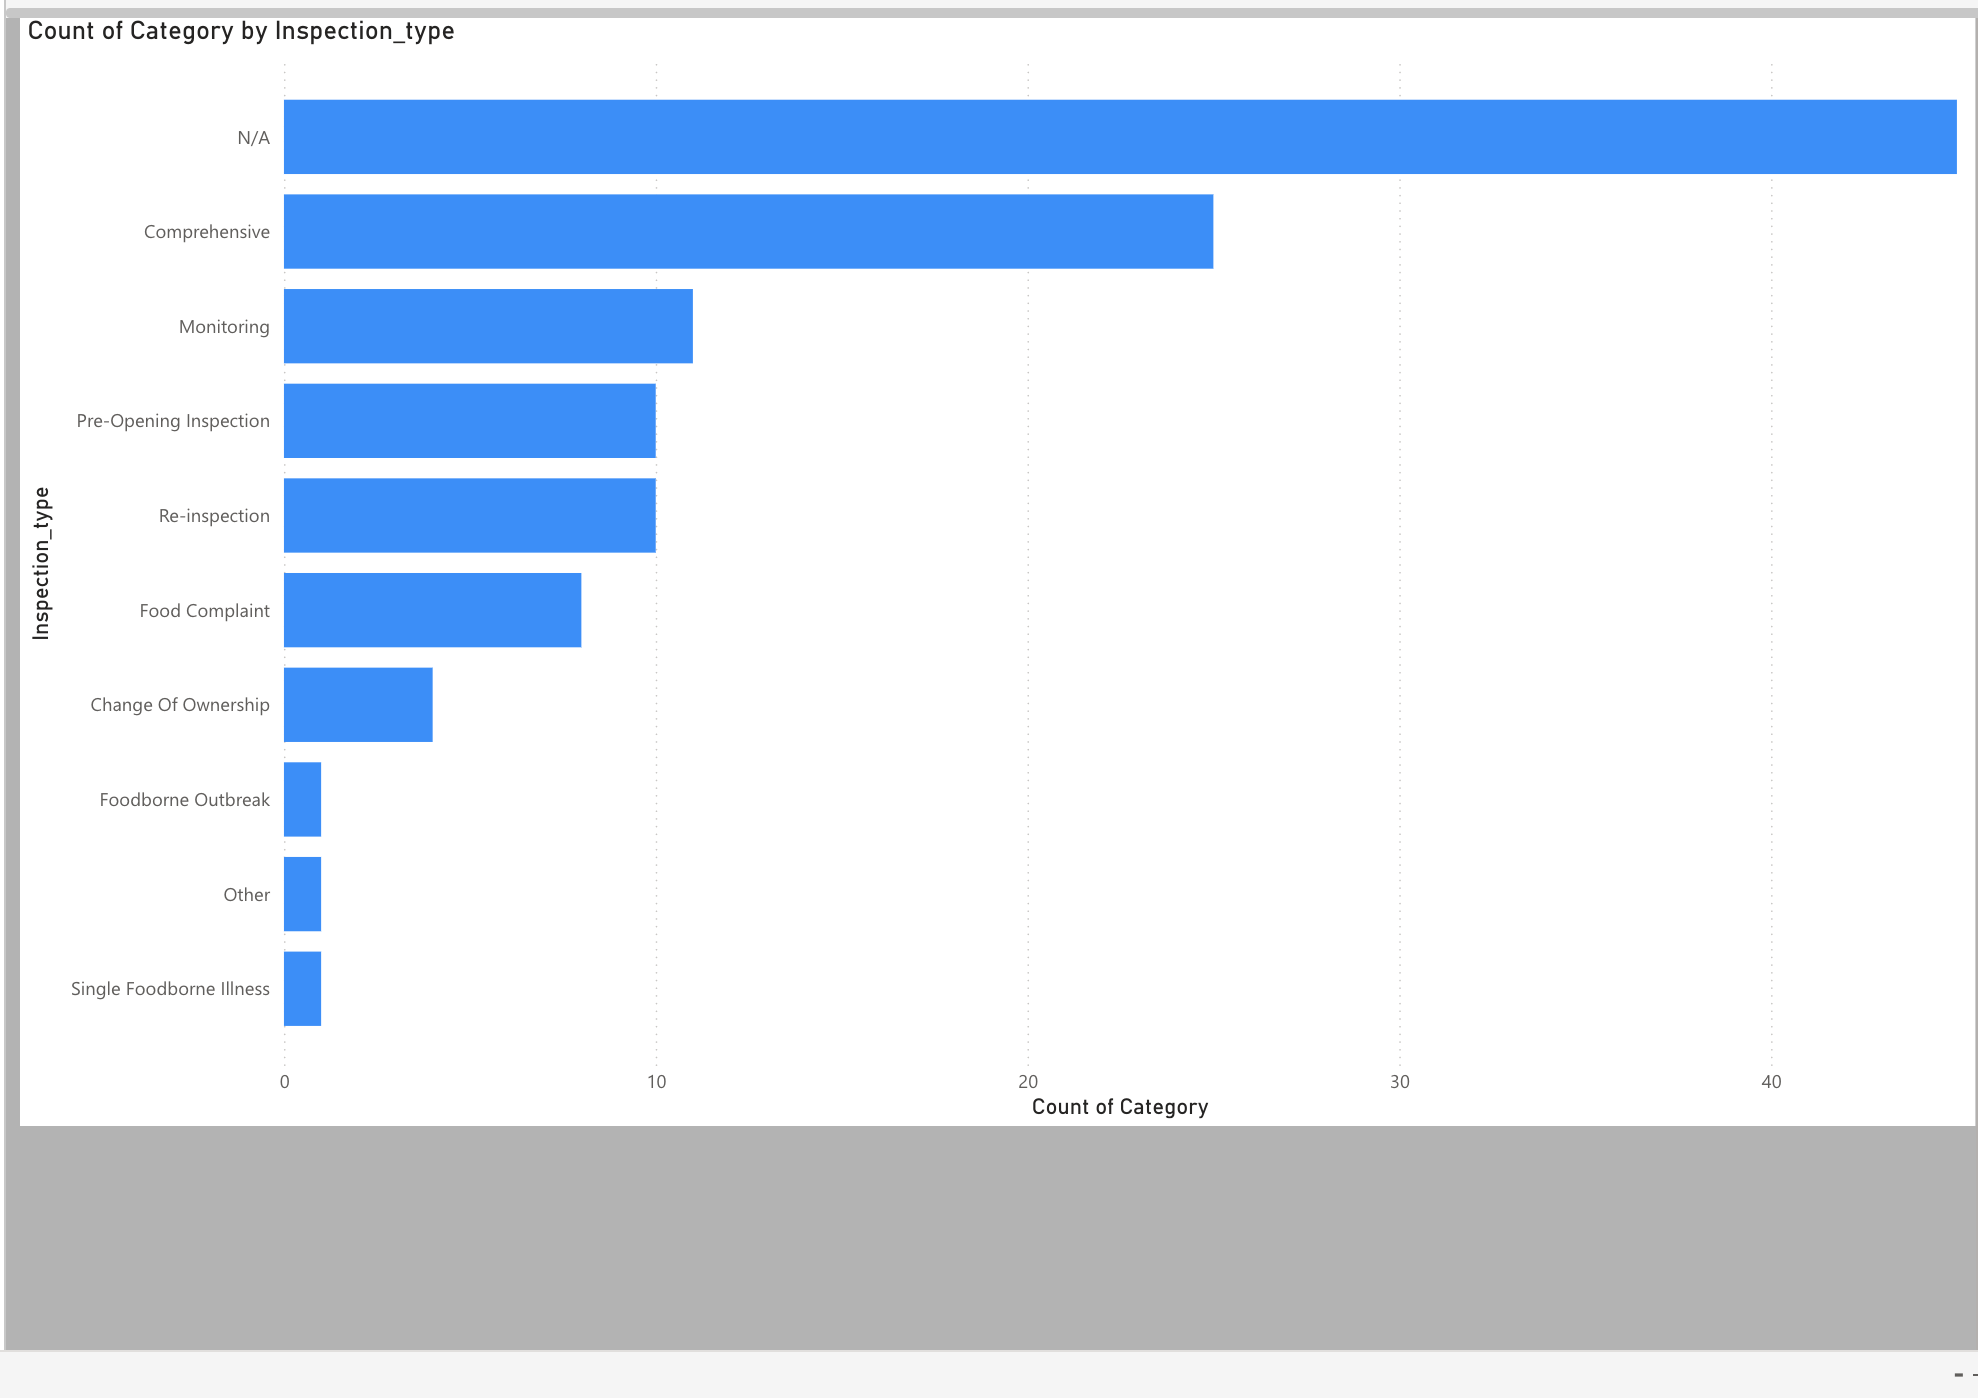 Count of Category by Inspection_type
N/A
Comprehensive
Monitoring
Pre-Opening Inspection
Re-inspection
Food Complaint
Change Of Ownership
Foodborne Outbreak
Other
Single Foodborne Illness
Inspection_type
0 10 20 30 40
Count of Category